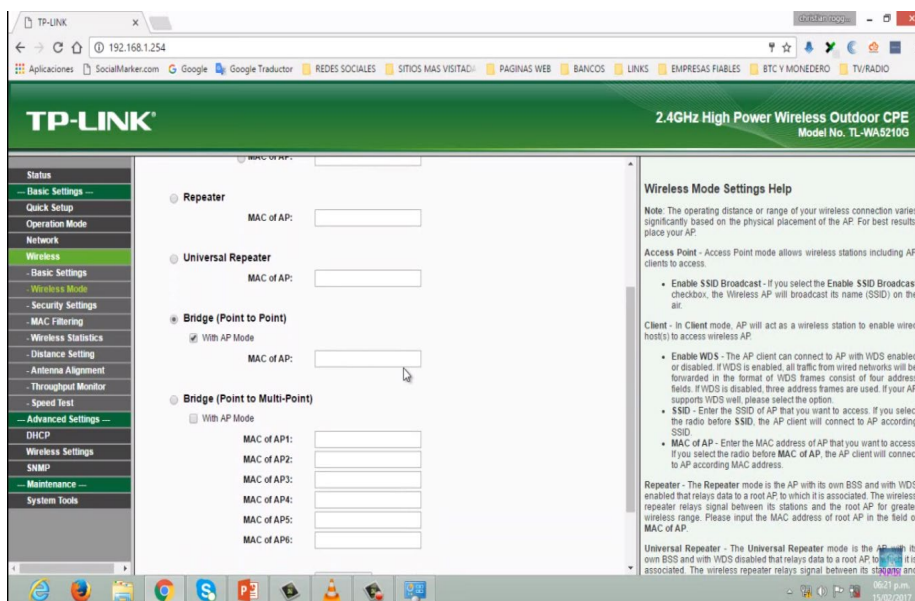 TP-LINK
192.168.1.254
Aplicaciones SocialMarker.com Google Google Traductor REDES SOCIALES SITIOS MAS VISITAD PAGINAS WEB BANCOS LINKS EMPRESAS FIABLES BTC Y MONEDERO TV/RADIO
TP-LINK®
2.4GHz High Power Wireless Outdoor CPE
Model No. TL-WA5210G
Status
— Basic Settings —
Quick Setup
Operation Mode
Network
Wireless
- Basic Settings
- Wireless Mode
- Security Settings
- MAC Filtering
- Wireless Statistics
- Distance Setting
- Antenna Alignment
- Throughput Monitor
- Speed Test
— Advanced Settings —
DHCP
Wireless Settings
SNMP
— Maintenance —
System Tools
MAC of AP:
Repeater
MAC of AP:
Universal Repeater
MAC of AP:
Bridge (Point to Point)
With AP Mode
MAC of AP:
Bridge (Point to Multi-Point)
With AP Mode
MAC of AP1:
MAC of AP2:
MAC of AP3:
MAC of AP4:
MAC of AP5:
MAC of AP6:
Wireless Mode Settings Help
Note: The operating distance or range of your wireless connection varies
significantly based on the physical placement of the AP. For best results,
place your AP.
Access Point - Access Point mode allows wireless stations including AP
clients to access.
Enable SSID Broadcast - If you select the Enable SSID Broadcast
checkbox, the Wireless AP will broadcast its name (SSID) on the
air.
Client - In Client mode, AP will act as a wireless station to enable wired
host(s) to access wireless AP.
Enable WDS - The AP client can connect to AP with WDS enabled
or disabled. If WDS is enabled, all traffic from wired networks will be
forwarded in the format of WDS frames consist of four address
fields. If WDS is disabled, three address frames are used. If your AP
supports WDS well, please select the option.
SSID - Enter the SSID of AP that you want to access. If you select
the radio before SSID, the AP client will connect to AP according
SSID.
MAC of AP - Enter the MAC address of AP that you want to access.
If you select the radio before MAC of AP, the AP client will connect
to AP according MAC address.
Repeater - The Repeater mode is the AP with its own BSS and with WDS
enabled that relays data to a root AP, to which it is associated. The wireless
repeater relays signal between its stations and the root AP for greater
wireless range. Please input the MAC address of root AP in the field of
MAC of AP.
Universal Repeater - The Universal Repeater mode is the AP with its
own BSS and with WDS disabled that relays data to a root AP, to it is
associated. The wireless repeater relays signal between its stations and
06:21 p.m.
15/02/2017